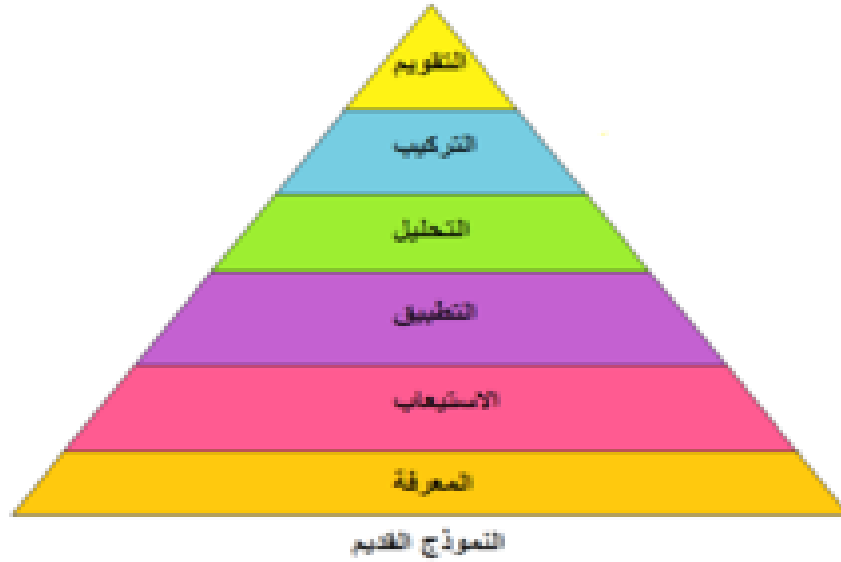 التقويم
التركيب
التحليل
التطبيق
الاستيعاب
المعرفة
النموذج القديم